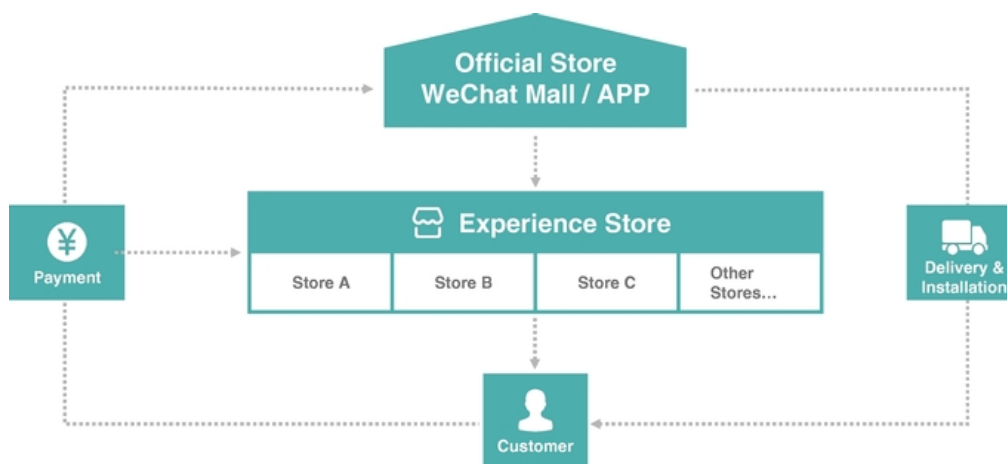 Official Store
WeChat Mall / APP
¥
Payment
Experience Store
Store A
Store B
Store C
Other
Stores...
Delivery &
Installation
Customer